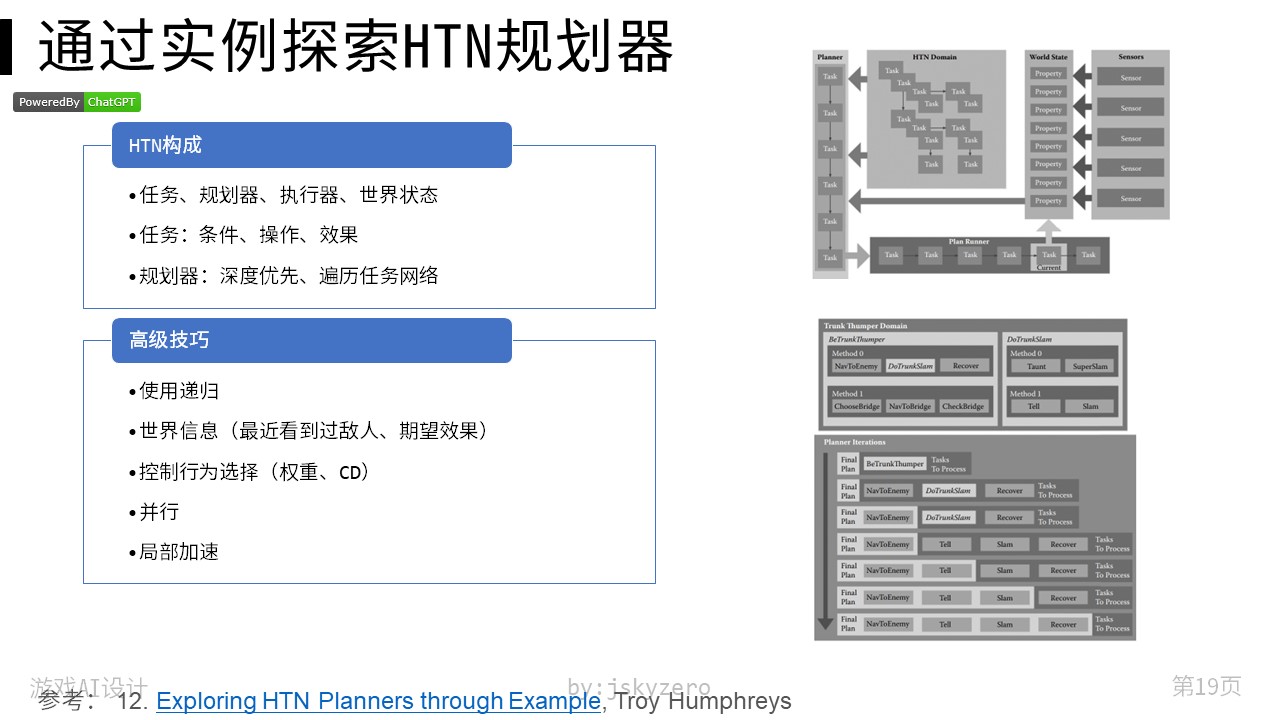 通过实例探索HTN规划器
PoweredBy ChatGPT
HTN构成
•任务、规划器、执行器、世界状态
•任务：条件、操作、效果
•规划器：深度优先、遍历任务网络
高级技巧
•使用递归
•世界信息（最近看到过敌人、期望效果）
•控制行为选择（权重、CD）
•并行
•局部加速
Planner HTN Domain World State Sensors
Task Task Property Sensor
Task Property
Task Task
Task Task Property Sensor
Task Property
Task Task
Task Task Property Sensor
Task Task Task Property
Task Task Property Sensor
Task Property
Task Property Sensor
Task
Plan Runner
Task Task Task Task Task Task Task
Current
Trunk Thumper Domain
BeTrunkThumper DoTrunkSlam
Method 0 Method 0
NavToEnemy DoTrunkSlam Recover Taunt SuperSlam
Method 1 Method 1
ChooseBridge NavToBridge CheckBridge Tell Slam
Planner Iterations
Final Plan BeTrunkThumper Tasks To Process
Final Plan NavToEnemy DoTrunkSlam Recover Tasks To Process
Final Plan NavToEnemy DoTrunkSlam Recover Tasks To Process
Final Plan NavToEnemy Tell Slam Recover Tasks To Process
Final Plan NavToEnemy Tell Slam Recover Tasks To Process
Final Plan NavToEnemy Tell Slam Recover Tasks To Process
Final Plan NavToEnemy Tell Slam Recover Tasks To Process
游戏AI设计 by:jskyzero 第19页
参考： 12. Exploring HTN Planners through Example, Troy Humphreys